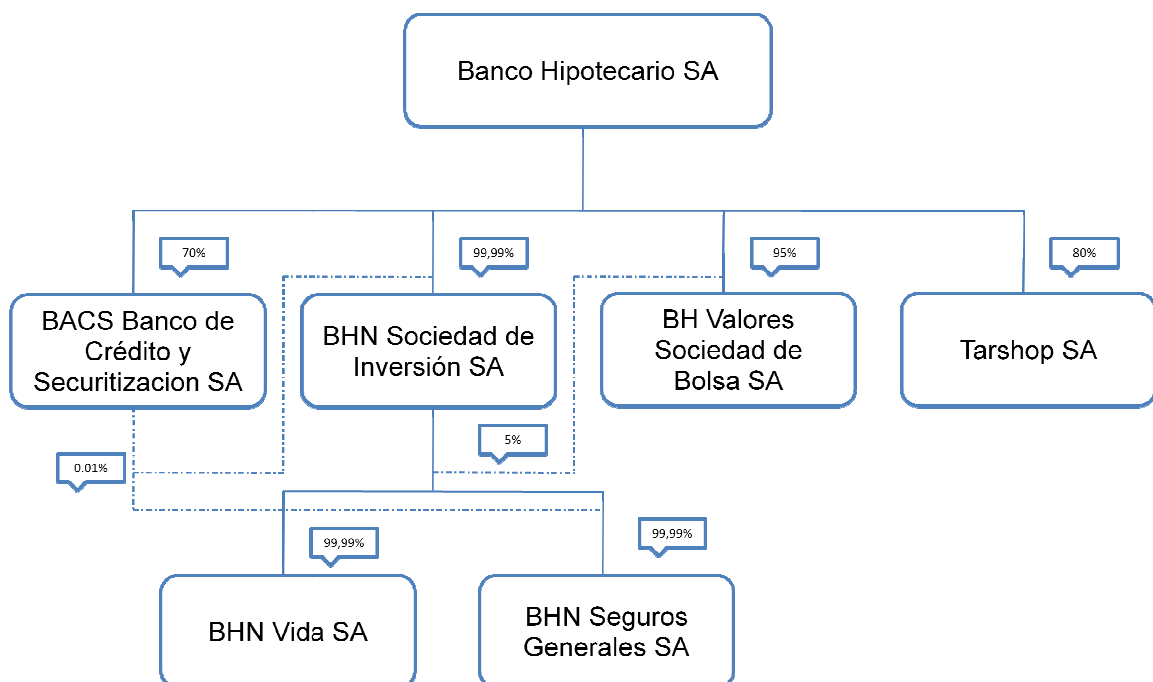 Banco Hipotecario SA
70%
99,99%
95%
80%
BACS Banco de
Crédito y
Securitizacion SA
BHN Sociedad de
Inversión SA
BH Valores
Sociedad de
Bolsa SA
Tarshop SA
0.01%
5%
99,99%
99,99%
BHN Vida SA
BHN Seguros
Generales SA